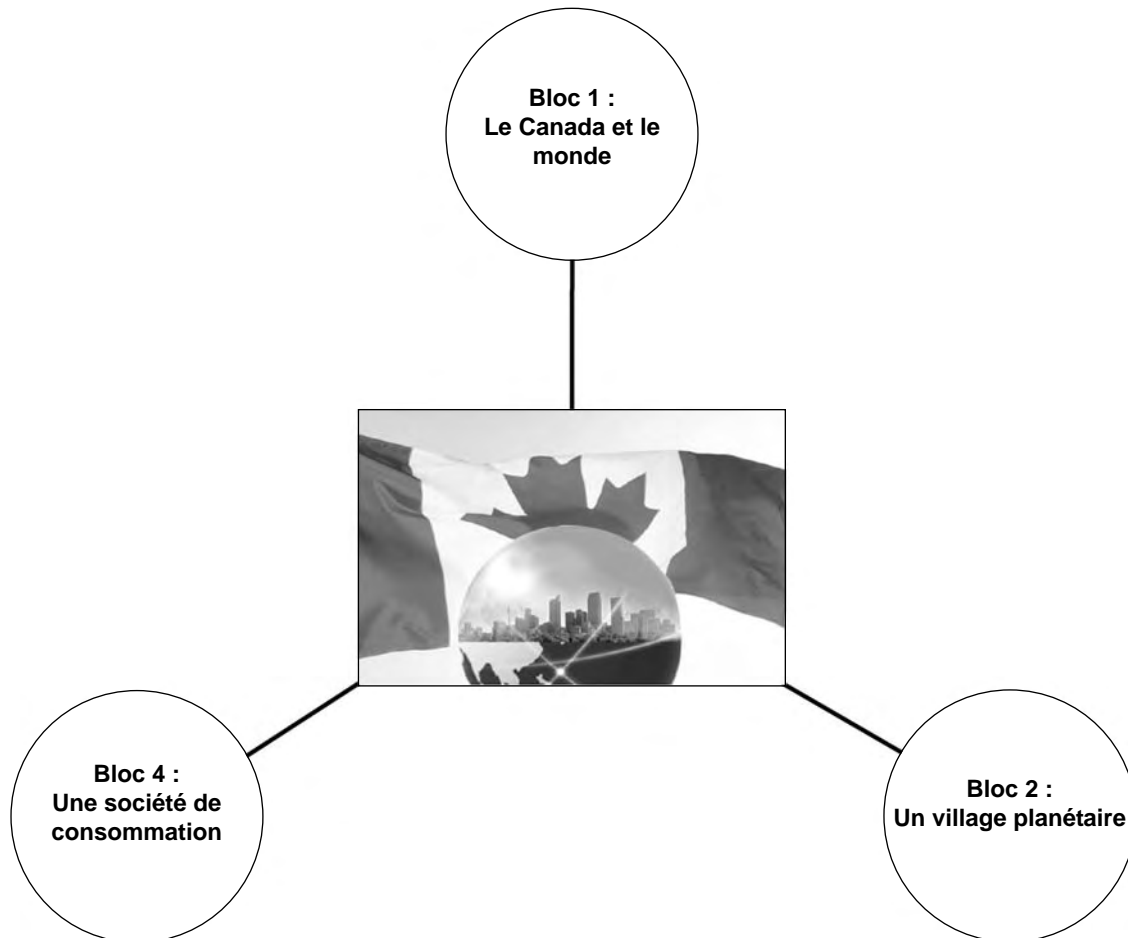 Bloc 1 :
Le Canada et le
monde
Bloc 4 :
Une société de
consommation
Bloc 2 :
Un village planétaire